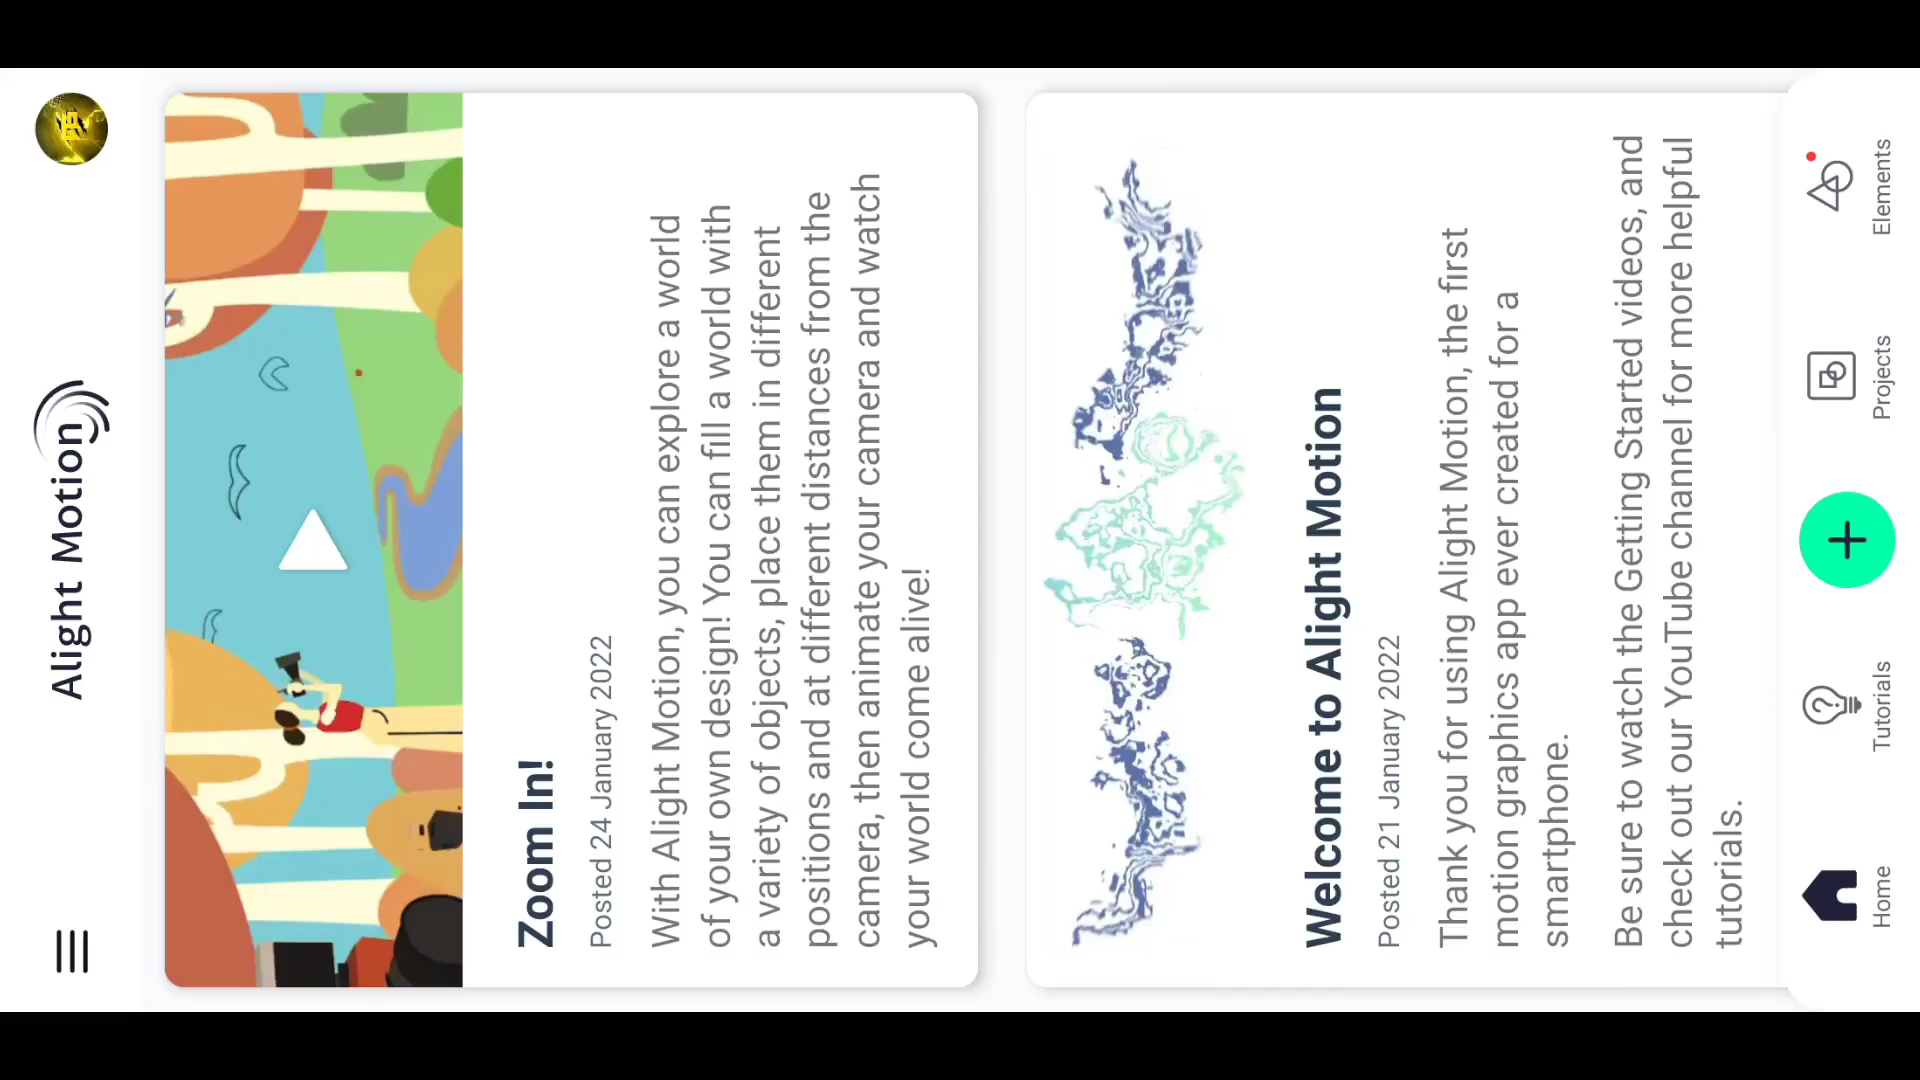 Alight Motion
Zoom In!
Posted 24 January 2022
With Alight Motion, you can explore a world
of your own design! You can fill a world with
a variety of objects, place them in different
positions and at different distances from the
camera, then animate your camera and watch
your world come alive!
Welcome to Alight Motion
Posted 21 January 2022
Thank you for using Alight Motion, the first
motion graphics app ever created for a
smartphone.
Be sure to watch the Getting Started videos, and
check out our YouTube channel for more helpful
tutorials.
Home
Tutorials
Projects
Elements